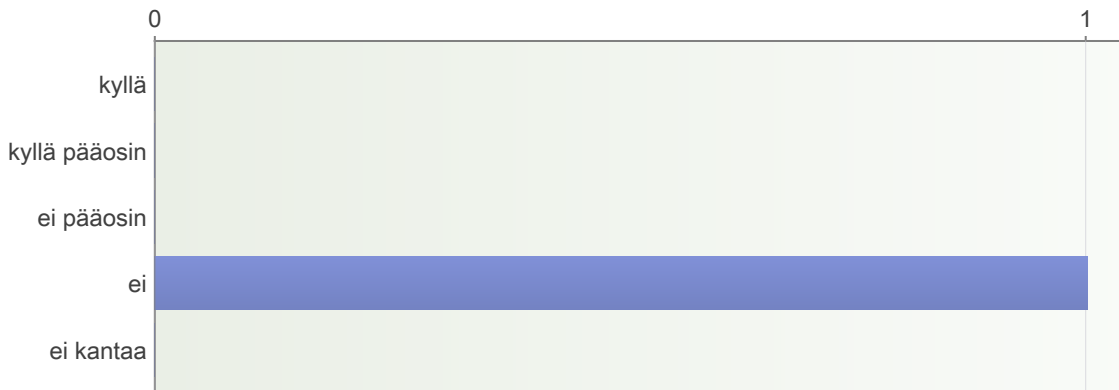 0 1
kyllä
kyllä pääosin
ei pääosin
ei
ei kantaa